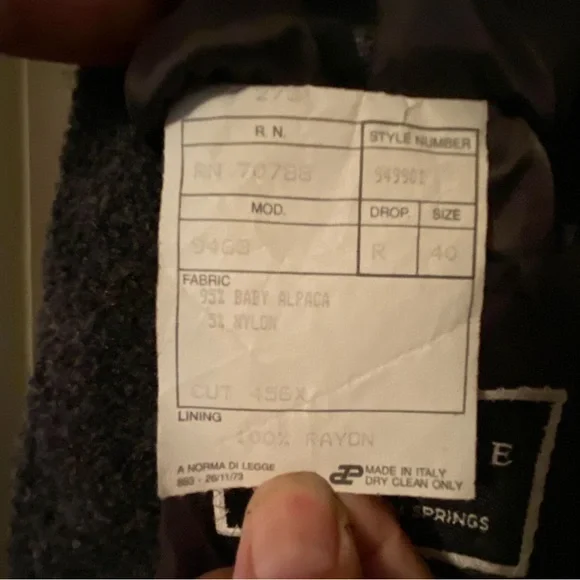 R. N.
STYLE NUMBER
RN 70788
949901
MOD.
DROP.
SIZE
R
40
FABRIC
95% BABY ALPACA
5% NYLON
CUT 456X
LINING
100% RAYON
A NORMA DI LEGGE
883 - 26/11/73
MADE IN ITALY
DRY CLEAN ONLY
E
SPRINGS